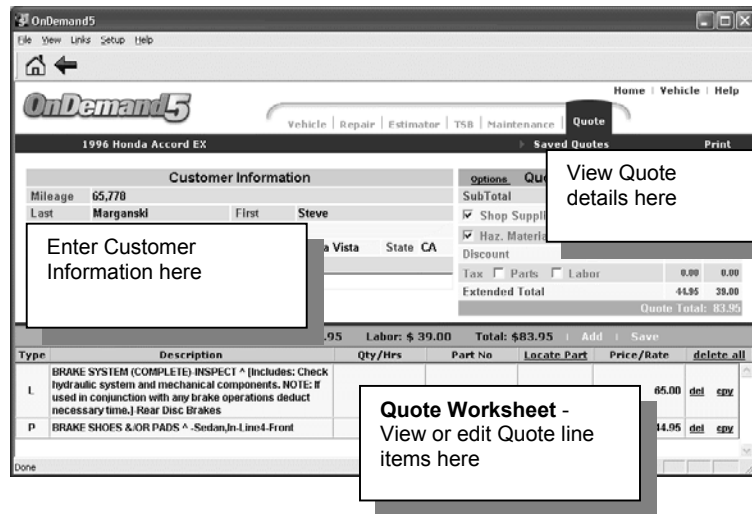 OnDemand5
File View Links Setup Help
OnDemand5
Home | Vehicle | Help
Vehicle | Repair | Estimator | TSB | Maintenance | Quote
1996 Honda Accord EX
Saved Quotes
Print
Customer Information
Mileage 65,778
Last Marganski First Steve
Vista State CA
Enter Customer
Information here
Options
SubTotal
Shop
Haz.
Discount
Tax Parts Labor 0.00 0.00
Extended Total 44.95 39.00
Quote Total: 83.95
View Quote
details here
.95 Labor: $ 39.00 Total: $83.95 | Add | Save
Type Description Qty/Hrs Part No Locate Part Price/Rate delete all
L BRAKE SYSTEM (COMPLETE)-INSPECT ^ [Includes: Check
hydraulic system and mechanical components. NOTE: If
used in conjunction with any brake operations deduct
necessary time.]-Rear Disc Brakes
65.00 del cpy
P BRAKE SHOES &/OR PADS ^ -Sedan,In-Line4-Front
4.95 del cpy
Quote Worksheet -
View or edit Quote line
items here
Done